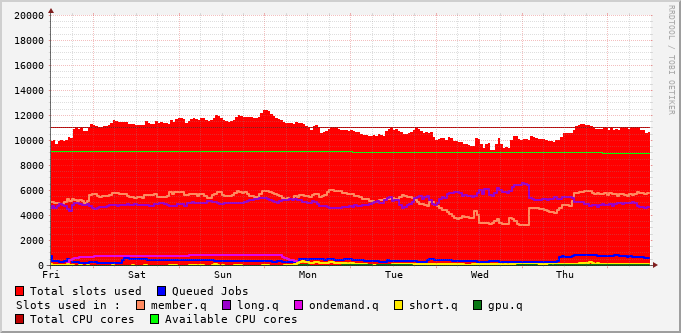 20000
18000
16000
14000
12000
10000
8000
6000
4000
2000
0
Fri Sat Sun Mon Tue Wed Thu
RRDTOOL / TOBI OETIKER
Total slots used Queued Jobs
Slots used in : member.q long.q ondemand.q short.q gpu.q
Total CPU cores Available CPU cores